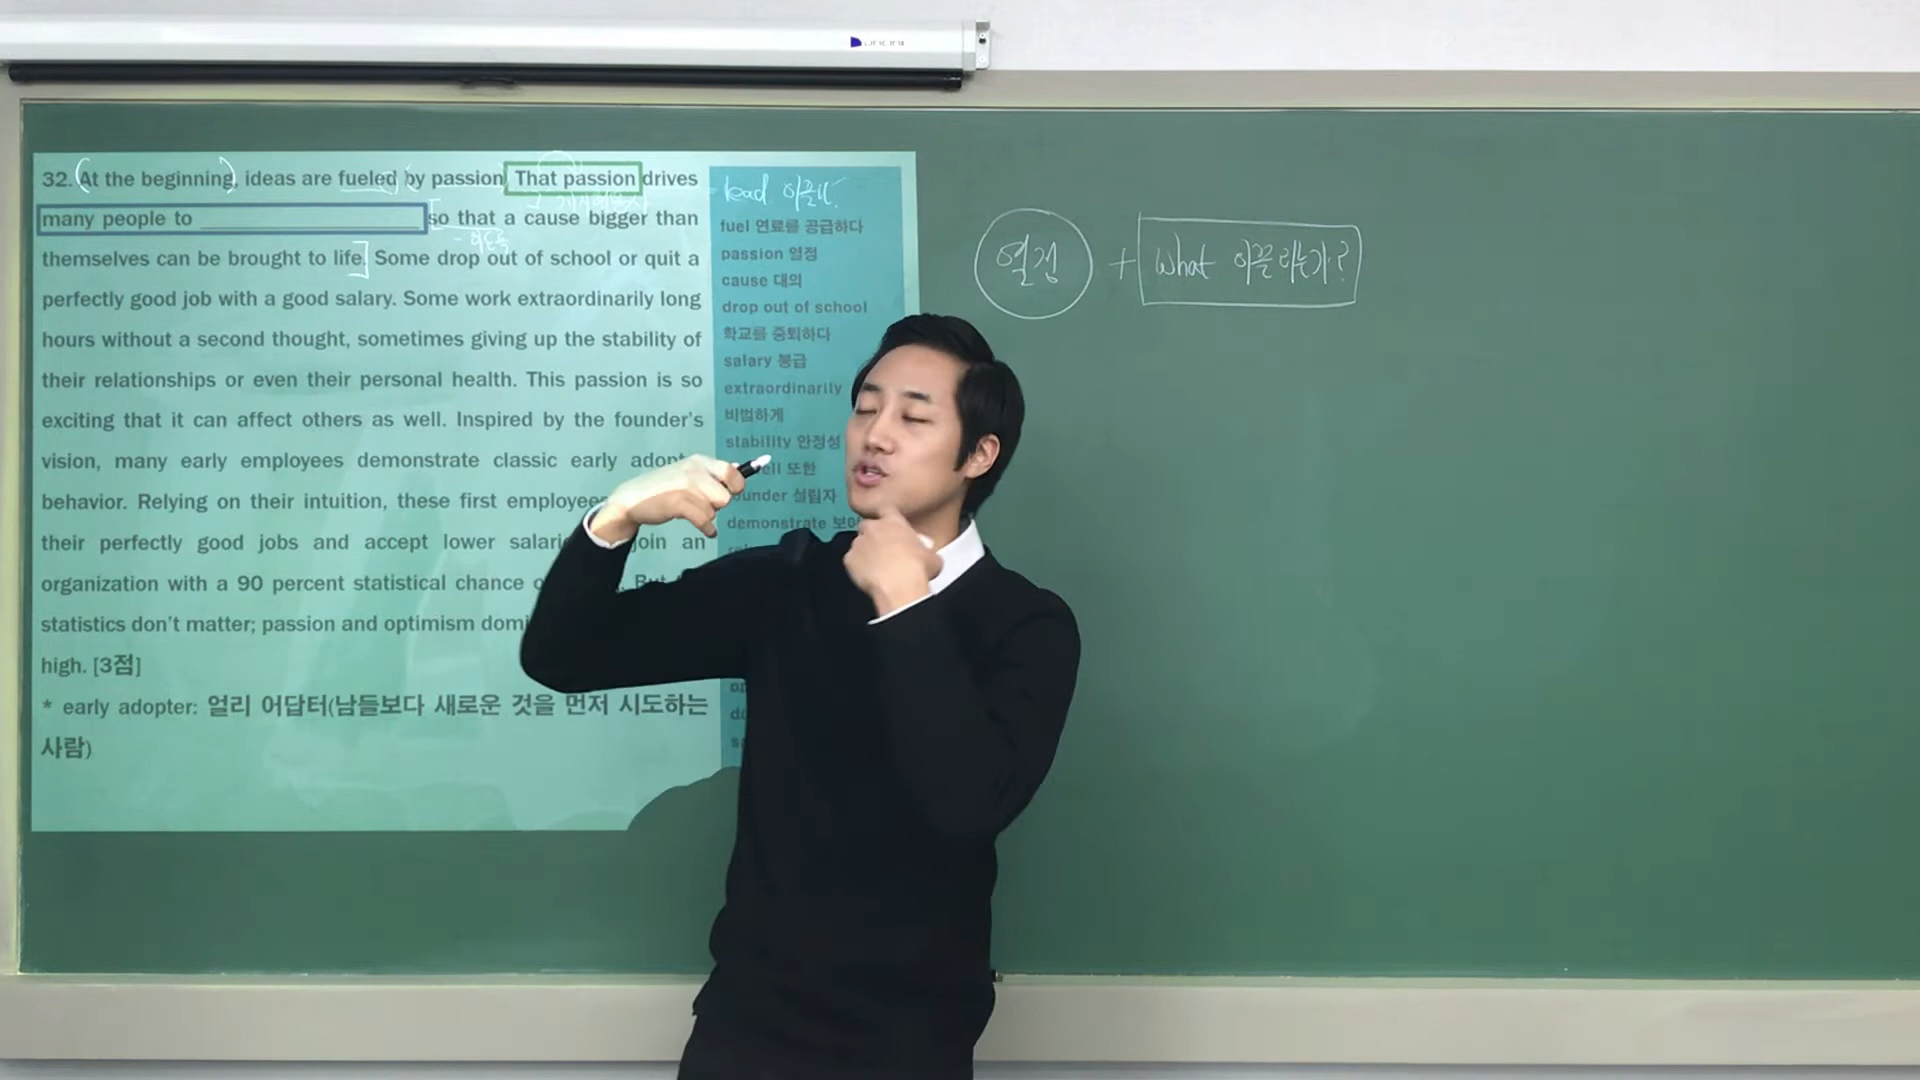 32. At the beginning, ideas are fueled by passion. That passion drives
many people to ____________________ so that a cause bigger than
themselves can be brought to life. Some drop out of school or quit a
perfectly good job with a good salary. Some work extraordinarily long
hours without a second thought, sometimes giving up the stability of
their relationships or even their personal health. This passion is so
exciting that it can affect others as well. Inspired by the founder's
vision, many early employees demonstrate classic early
behavior. Relying on their intuition, these first
their perfectly good jobs and accept lower join an
organization with a 90 percent statistical chance
statistics don't matter; passion and optimism
high. [3점]
* early adopter: 얼리 어답터(남들보다 새로운 것을 먼저 시도하는
사람)
lead 이끌다
fuel 연료를 공급하다
passion 열정
cause 대의
drop out of school
학교를 중퇴하다
salary 봉급
extraordinarily
비범하게
stability 안정성
또한
설립자
demonstrate
열정 + What 이끌리는가?